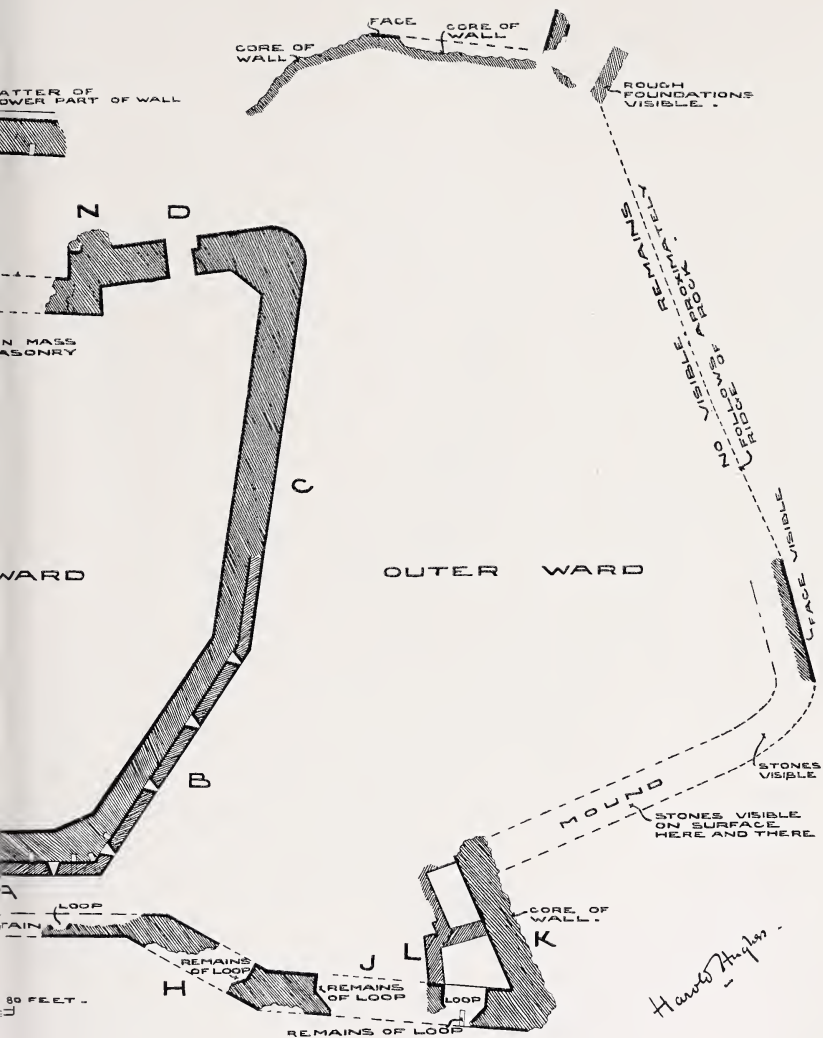 FACE
CORE OF
WALL
CORE OF
WALL
ATTER OF
OWER PART OF WALL
ROUGH
FOUNDATIONS
VISIBLE.
N D
NO VISIBLE REMAINS
FOLLOWS APPROXIMATELY
RIDGE OF ROCK
N MASS
ASONRY
C
WARD
OUTER WARD
FACE VISIBLE
B
STONES
VISIBLE
MOUND
STONES VISIBLE
ON SURFACE
HERE AND THERE
A
LOOP
TAIN
CORE OF
WALL.
K
L
J
REMAINS
OF LOOP
H
REMAINS
OF LOOP
LOOP
80 FEET.
REMAINS OF LOOP
Harold Hughes.